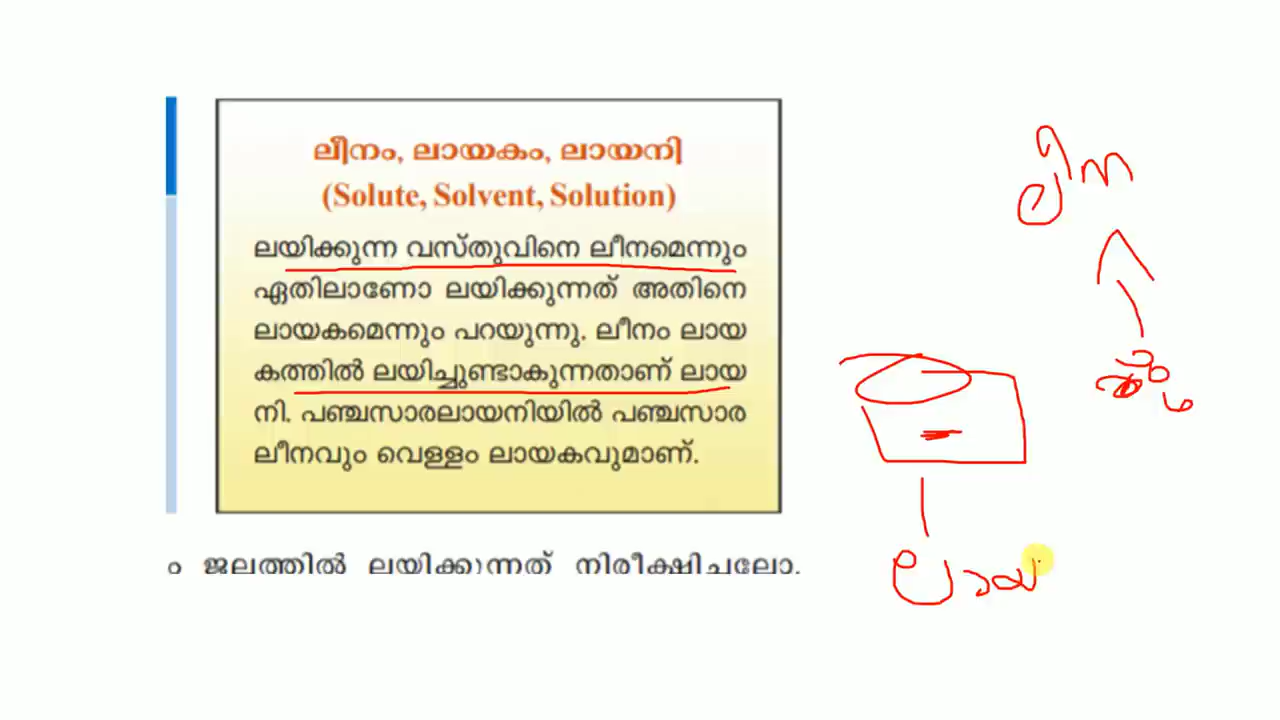 ലീനം, ലായകം, ലായനി
(Solute, Solvent, Solution)
ലയിക്കുന്ന വസ്തുവിനെ ലീനമെന്നും
ഏതിലാണോ ലയിക്കുന്നത് അതിനെ
ലായകമെന്നും പറയുന്നു. ലീനം ലായ
കത്തിൽ ലയിച്ചുണ്ടാകുന്നതാണ് ലായ
നി. പഞ്ചസാരലായനിയിൽ പഞ്ചസാര
ലീനവും വെള്ളം ലായകവുമാണ്.
ജലത്തിൽ ലയിക്കുന്നത് നിരീക്ഷിച്ചലോ.
ലീന
ലായ